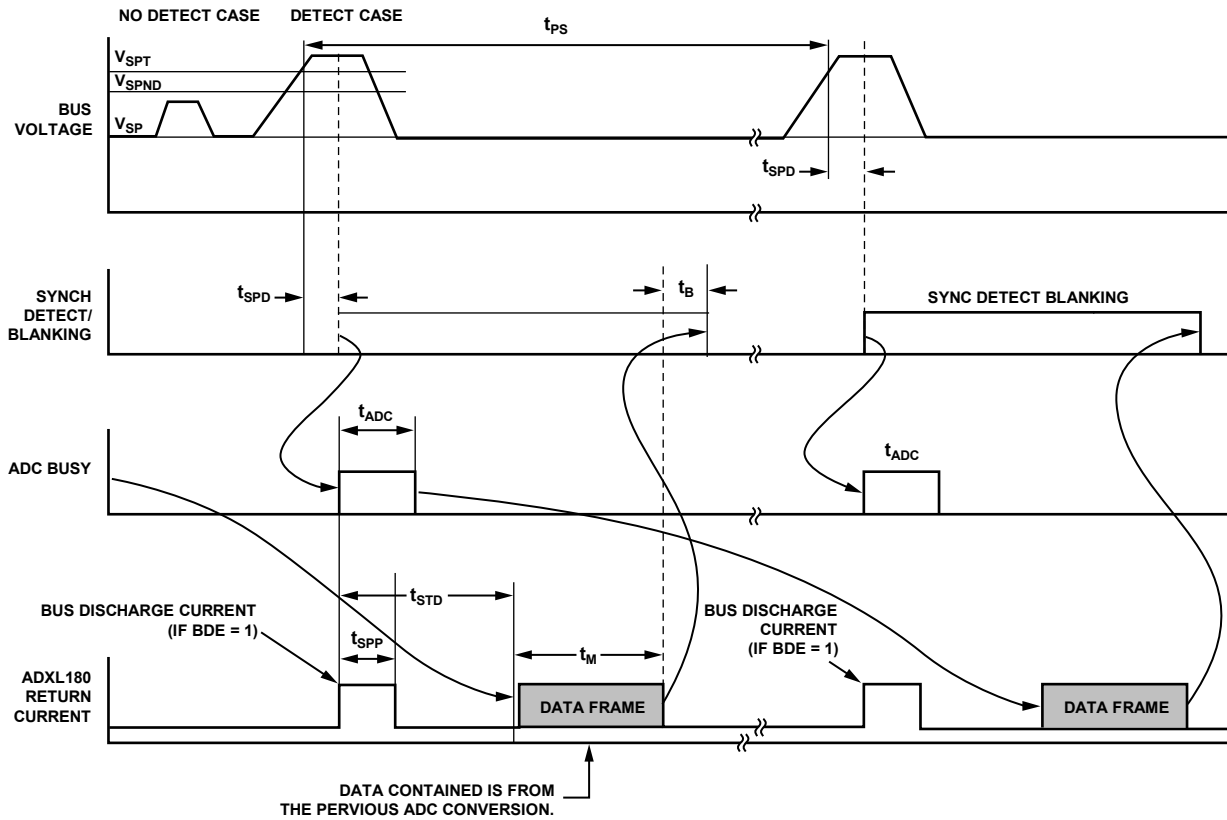 NO DETECT CASE
DETECT CASE
tPS
VSPT
VSPND
BUS
VOLTAGE
VSP
tSPD
SYNCH
DETECT/
BLANKING
tSPD
tB
SYNC DETECT BLANKING
tADC
ADC BUSY
tADC
tSTD
BUS DISCHARGE CURRENT
(IF BDE = 1)
tSPP
tM
BUS DISCHARGE
CURRENT
(IF BDE = 1)
ADXL180
RETURN
CURRENT
DATA FRAME
DATA FRAME
DATA CONTAINED IS FROM
THE PERVIOUS ADC CONVERSION.